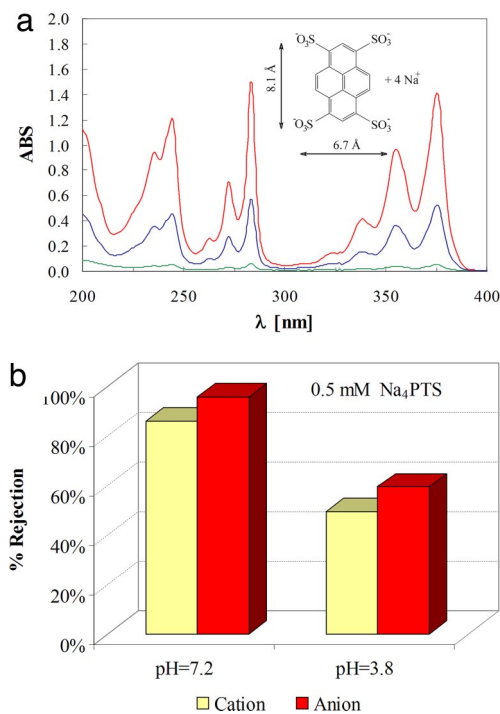 a
2.0
1.8
1.6
1.4
1.2
1.0
0.8
0.6
0.4
0.2
0.0
ABS
200
250
300
350
400
λ [nm]
⁻O₃S
SO₃⁻
⁻O₃S
SO₃⁻
+ 4 Na⁺
8.1 Å
6.7 Å
b
0.5 mM Na₄PTS
100%
80%
60%
40%
20%
0%
% Rejection
pH=7.2
pH=3.8
Cation
Anion